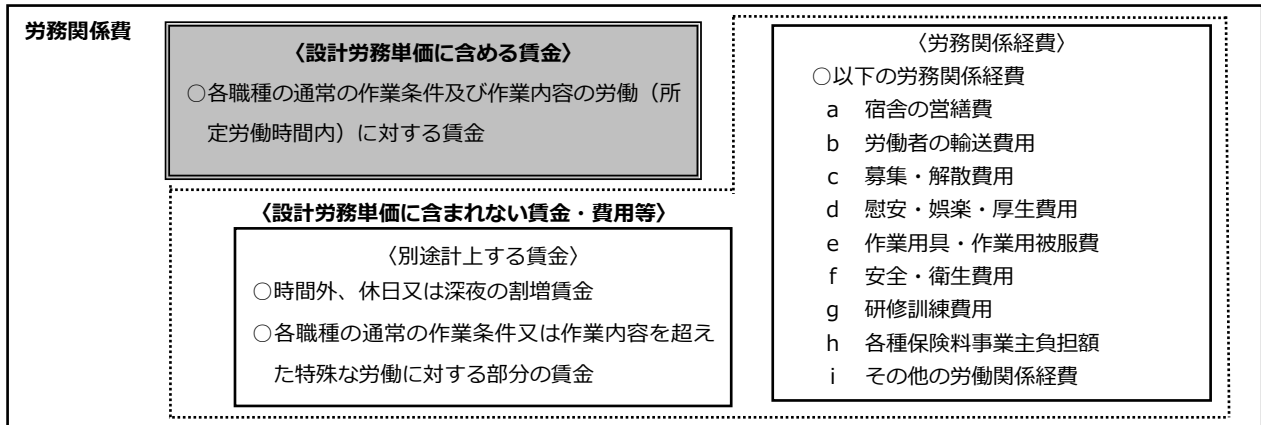 労務関係費
〈設計労務単価に含める賃金〉
○各職種の通常の作業条件及び作業内容の労働（所
定労働時間内）に対する賃金
〈設計労務単価に含まれない賃金・費用等〉
〈別途計上する賃金〉
○時間外、休日又は深夜の割増賃金
○各職種の通常の作業条件又は作業内容を超え
た特殊な労働に対する部分の賃金
〈労務関係経費〉
○以下の労務関係経費
a 宿舎の営繕費
b 労働者の輸送費用
c 募集・解散費用
d 慰安・娯楽・厚生費用
e 作業用具・作業用被服費
f 安全・衛生費用
g 研修訓練費用
h 各種保険料事業主負担額
i その他の労働関係経費